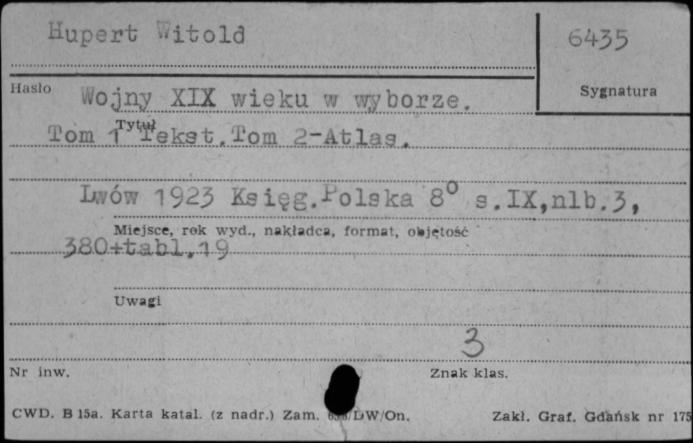 Hupert Witold
6435
Hasło
Sygnatura
Wojny XIX wieku w wyborze.
Tytuł
Tom 1 Tekst.Tom 2-Atlas.
Lwów 1923 Księg.Polska 8° s.IX,nlb.3,
Miejsce, rok wyd., nakładca, format, objętość
380+tabl.19
Uwagi
3
Nr inw.
Znak klas.
CWD. B 15a. Karta katal. (z nadr.) Zam. /DW/On.
Zakł. Graf. Gdańsk nr 175